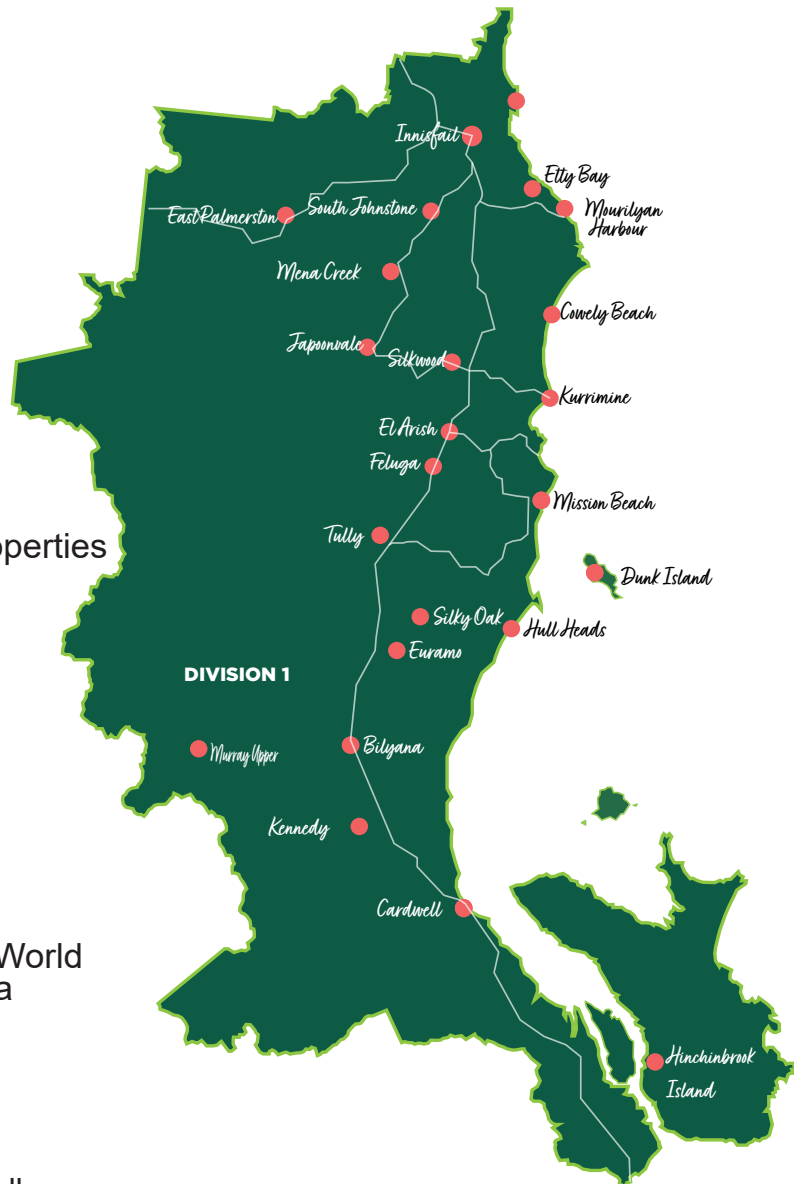 Innisfail
Etty Bay
East Palmerston
South Johnstone
Mourilyan
Harbour
Mena Creek
Cowely Beach
Japoonvale
Silkwood
Kurrimine
El Arish
Feluga
Mission Beach
Tully
operties
Dunk Island
Silky Oak
Hull Heads
Euramo
DIVISION 1
Bilyana
Murray Upper
Kennedy
Cardwell
World
a
Hinchinbrook
Island